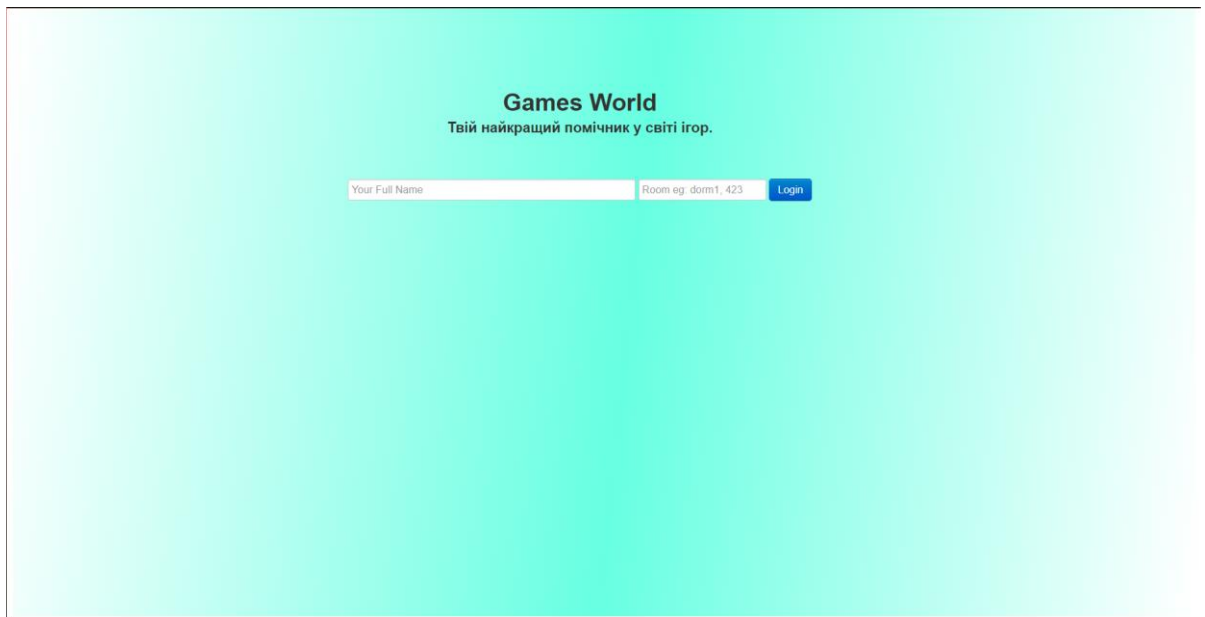 Games World
Твій найкращий помічник у світі ігор.
Your Full Name Room eg: dorm1, 423 Login